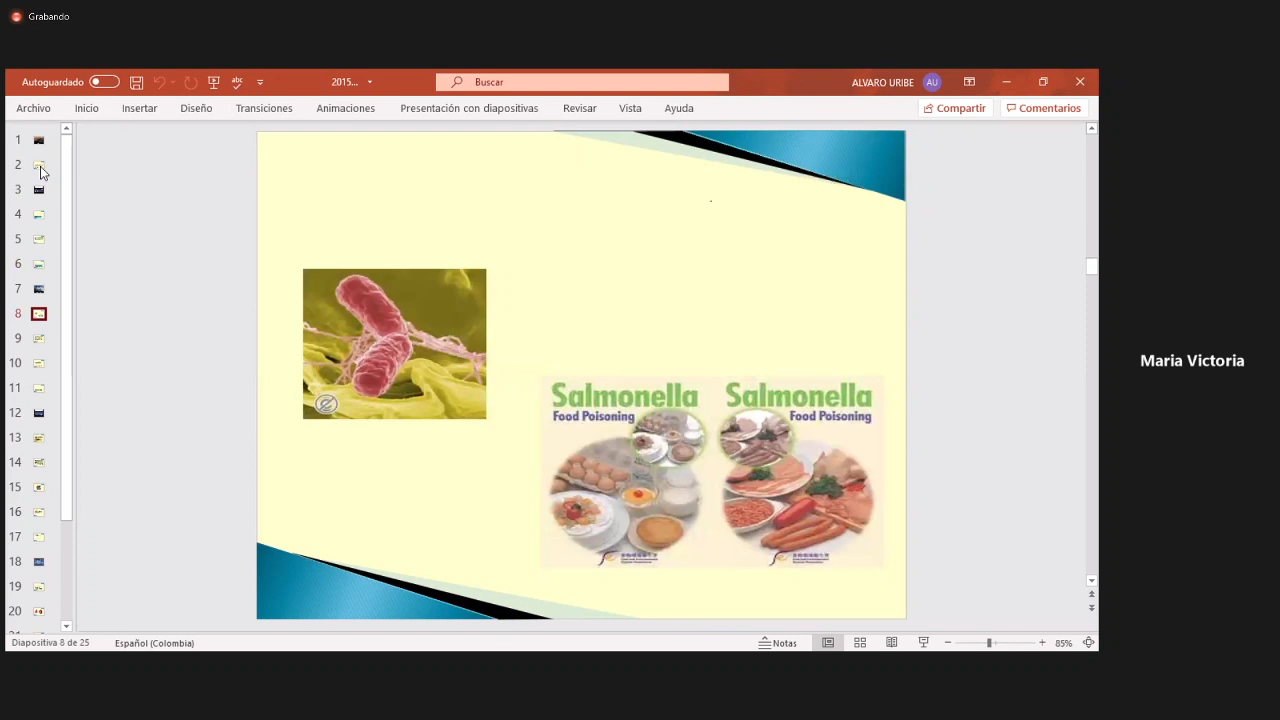 Grabando
Autoguardado
abc
2015...
Buscar
ALVARO URIBE
AU
Archivo Inicio Insertar Diseño Transiciones Animaciones Presentación con diapositivas Revisar Vista Ayuda
Compartir Comentarios
1
2
3
4
5
6
7
8
9
10
11
12
13
14
15
16
17
18
19
20
Salmonella
Food Poisoning
Salmonella
Food Poisoning
Maria Victoria
Diapositiva 8 de 25 Español (Colombia) Notas 85%